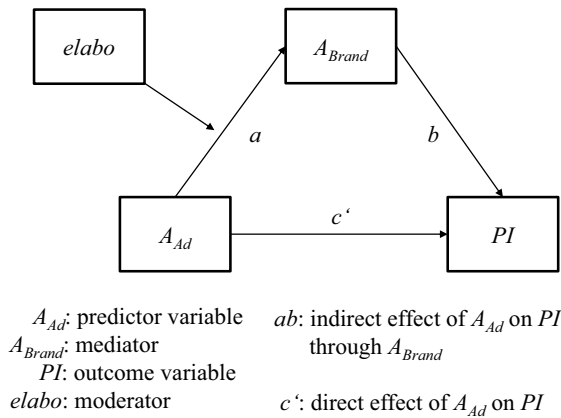 elabo
A_Brand
a
b
A_Ad
c‘
PI
A_Ad: predictor variable
A_Brand: mediator
PI: outcome variable
elabo: moderator
ab: indirect effect of A_Ad on PI
through A_Brand
c‘: direct effect of A_Ad on PI